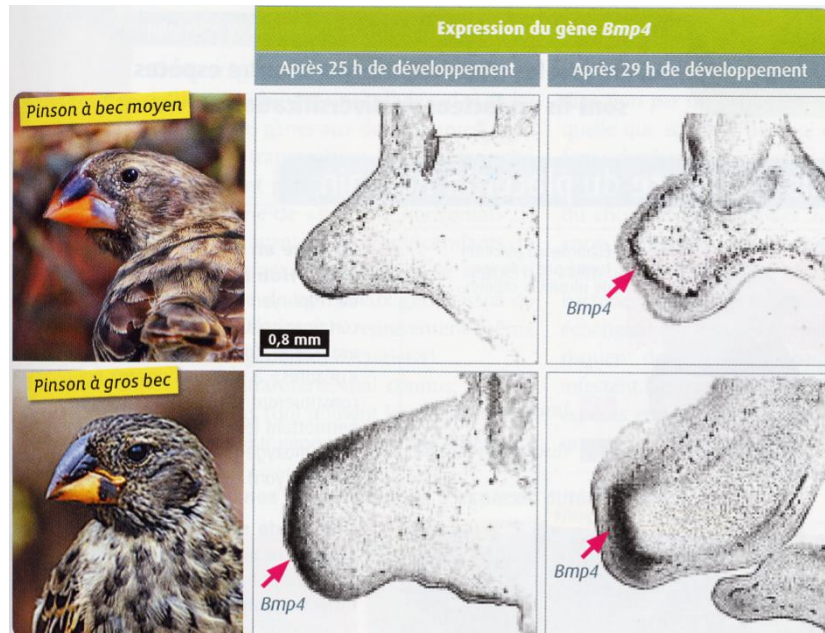 Expression du gène Bmp4
Après 25 h de développement
Après 29 h de développement
Pinson à bec moyen
Bmp4
0,8 mm
Pinson à gros bec
Bmp4
Bmp4